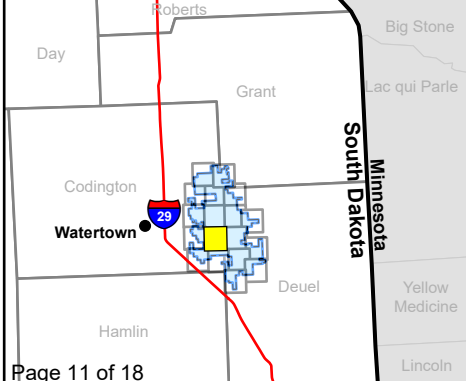 Roberts
Big Stone
Day
Lac qui Parle
Grant
Minnesota
South Dakota
Codington
29
Watertown
Deuel
Yellow
Medicine
Hamlin
Lincoln
Page 11 of 18